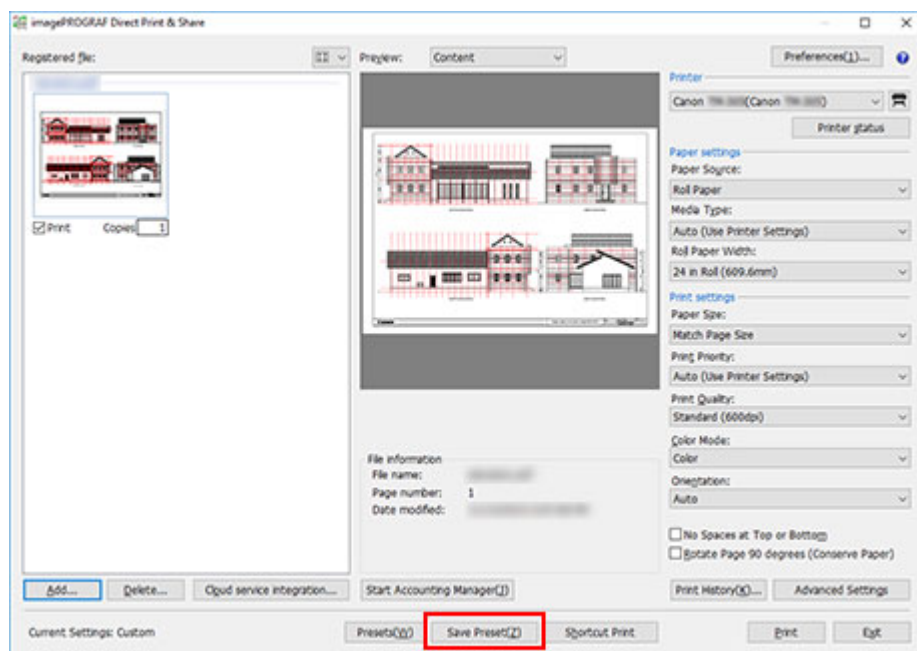 imagePROGRAF Direct Print & Share
Registered file:
Preview:
Content
Preferences(1)...
Printer
Canon (Canon )
Printer status
Paper settings
Paper Source:
Roll Paper
Media Type:
Auto (Use Printer Settings)
Roll Paper Width:
24 in Roll (609.6mm)
Print settings
Paper Size:
Match Page Size
Print Priority:
Auto (Use Printer Settings)
Print Quality:
Standard (600dpi)
Color Mode:
Color
Orientation:
Auto
No Spaces at Top or Bottom
Rotate Page 90 degrees (Conserve Paper)
Print
Copies
1
File information
File name:
Page number: 1
Date modified:
Add...
Delete...
Cloud service integration...
Start Accounting Manager(J)
Print History(K)...
Advanced Settings
Current Settings: Custom
Presets(W)
Save Preset(Z)
Shortcut Print
Print
Exit